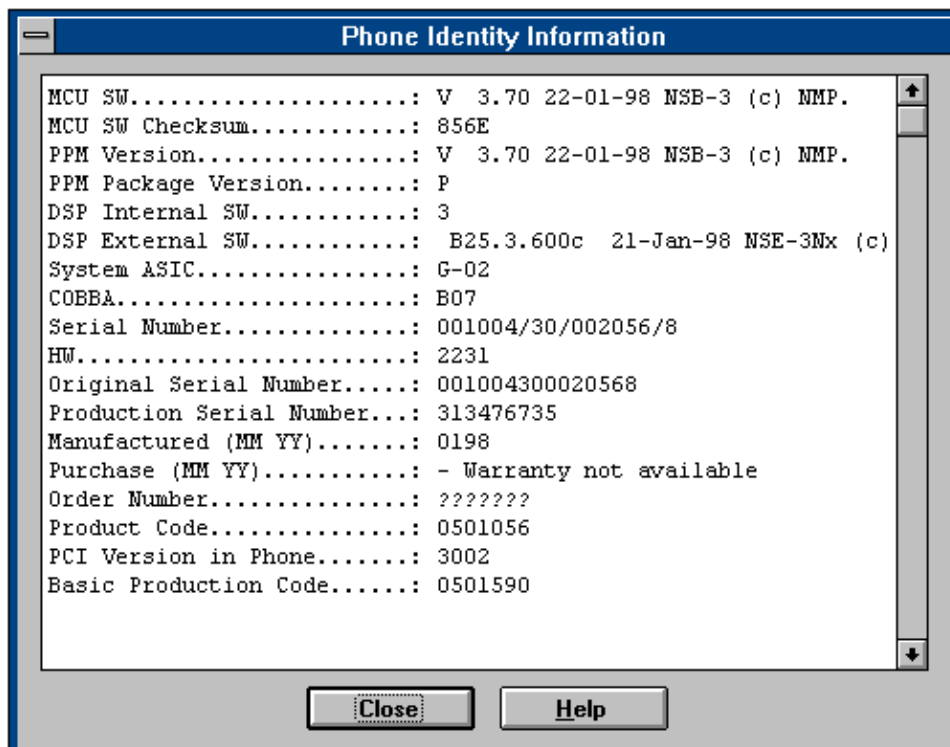 Phone Identity Information
MCU SW.....................: V  3.70 22-01-98 NSB-3 (c) NMP.
MCU SW Checksum............: 856E
PPM Version................: V  3.70 22-01-98 NSB-3 (c) NMP.
PPM Package Version........: P
DSP Internal SW............: 3
DSP External SW............:  B25.3.600c  21-Jan-98 NSE-3Nx (c)
System ASIC................: G-02
COBBA......................: B07
Serial Number..............: 001004/30/002056/8
HW.........................: 2231
Original Serial Number.....: 001004300020568
Production Serial Number...: 313476735
Manufactured (MM YY).......: 0198
Purchase (MM YY)...........: - Warranty not available
Order Number...............: ???????
Product Code...............: 0501056
PCI Version in Phone.......: 3002
Basic Production Code......: 0501590
Close
Help